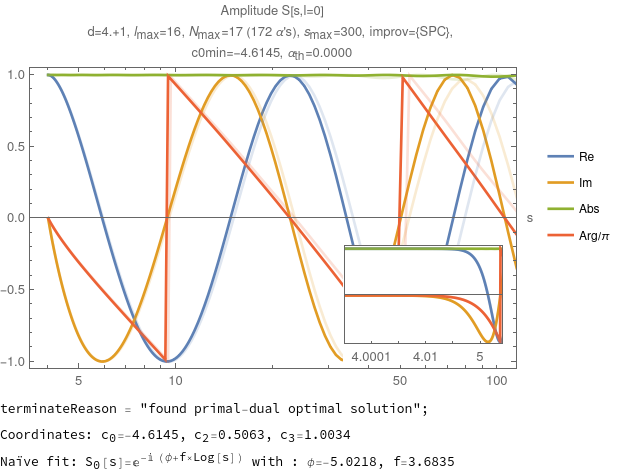 Amplitude S[s,l=0]
d=4.+1, lmax=16, Nmax=17 (172 α's), smax=300, improv={SPC},
c0min=-4.6145, αth=0.0000
1.0
0.5
0.0
-0.5
-1.0
5
10
50
100
s
4.0001
4.01
5
Re
Im
Abs
Arg/π
terminateReason = "found primal-dual optimal solution";
Coordinates: c0=-4.6145, c2=0.5063, c3=1.0034
Naïve fit: S0[s]=e^-i (ϕ+f×Log[s]) with : ϕ=-5.0218, f=3.6835